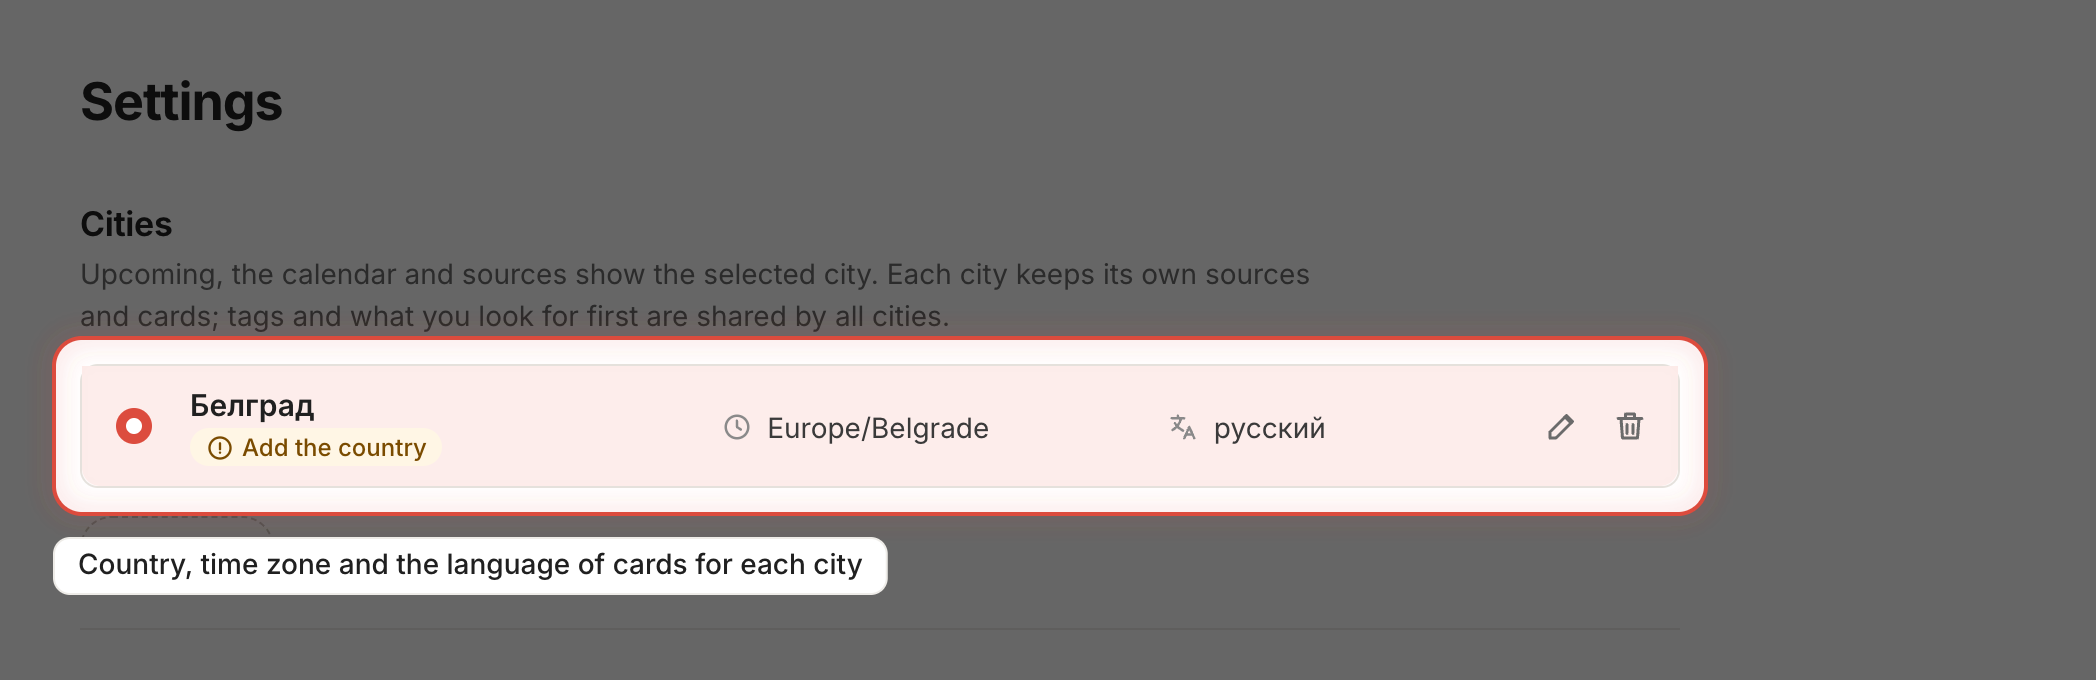 Settings
Cities
Upcoming, the calendar and sources show the selected city. Each city keeps its own sources
and cards; tags and what you look for first are shared by all cities.
Белград
Add the country
Europe/Belgrade
русский
Country, time zone and the language of cards for each city